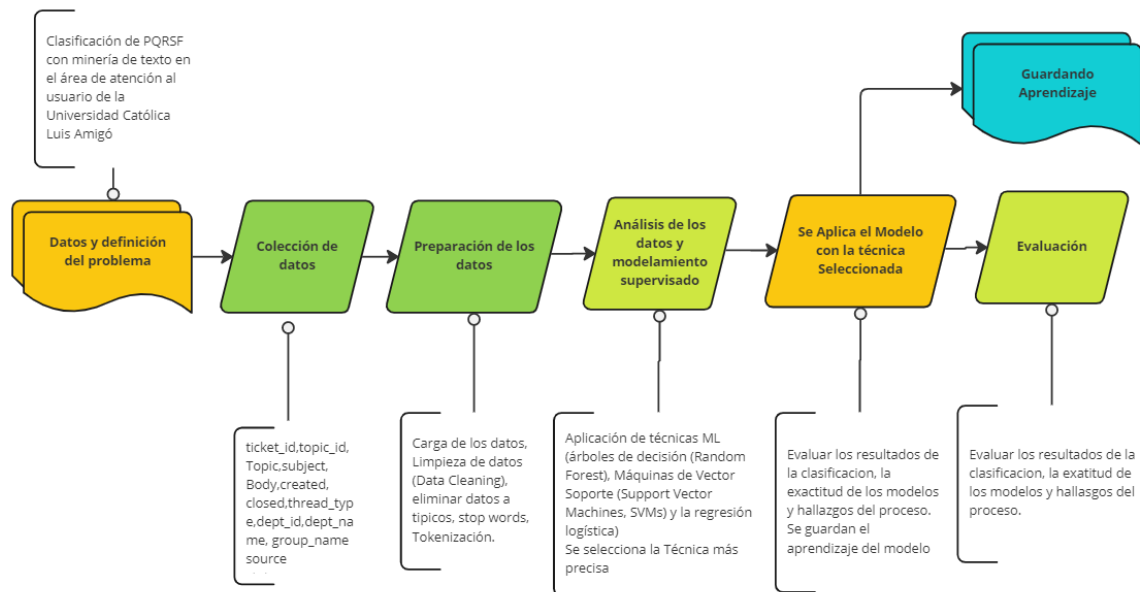 Clasificación de PQRSF
con minería de texto en
el área de atención al
usuario de la
Universidad Católica
Luis Amigó
Guardando
Aprendizaje
Datos y definición
del problema
Colección de
datos
Preparación de los
datos
Análisis de los
datos y
modelamiento
supervisado
Se Aplica el Modelo
con la técnica
Seleccionada
Evaluación
ticket_id,topic_id,
Topic,subject,
Body,created,
closed,thread_typ
e,dept_id,dept_na
me, group_name
source
Carga de los datos,
Limpieza de datos
(Data Cleaning),
eliminar datos a
tipicos, stop words,
Tokenización.
Aplicación de técnicas ML
(árboles de decisión (Random
Forest), Máquinas de Vector
Soporte (Support Vector
Machines, SVMs) y la regresión
logística)
Se selecciona la Técnica más
precisa
Evaluar los resultados de
la clasificacion, la
exactitud de los modelos
y hallazgos del proceso.
Se guardan el
aprendizaje del modelo
Evaluar los resultados de la
clasificacion, la exatitud de
los modelos y hallasgos del
proceso.